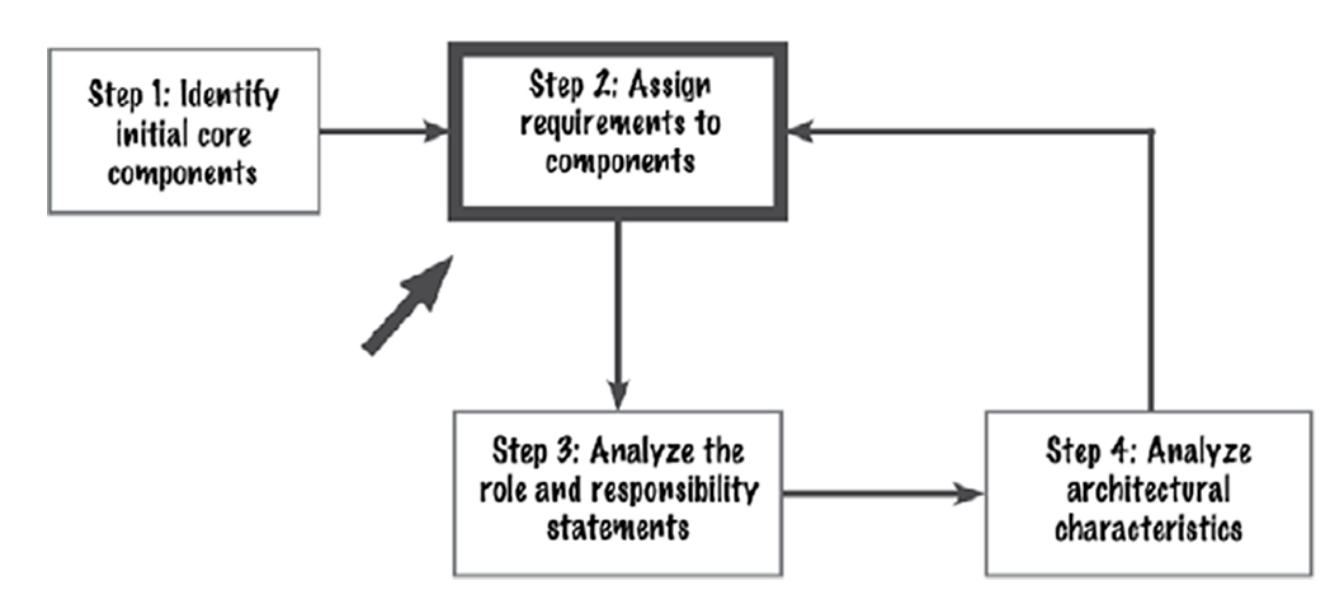 Step 1: Identify
initial core
components
Step 2: Assign
requirements to
components
Step 3: Analyze the
role and responsibility
statements
Step 4: Analyze
architectural
characteristics